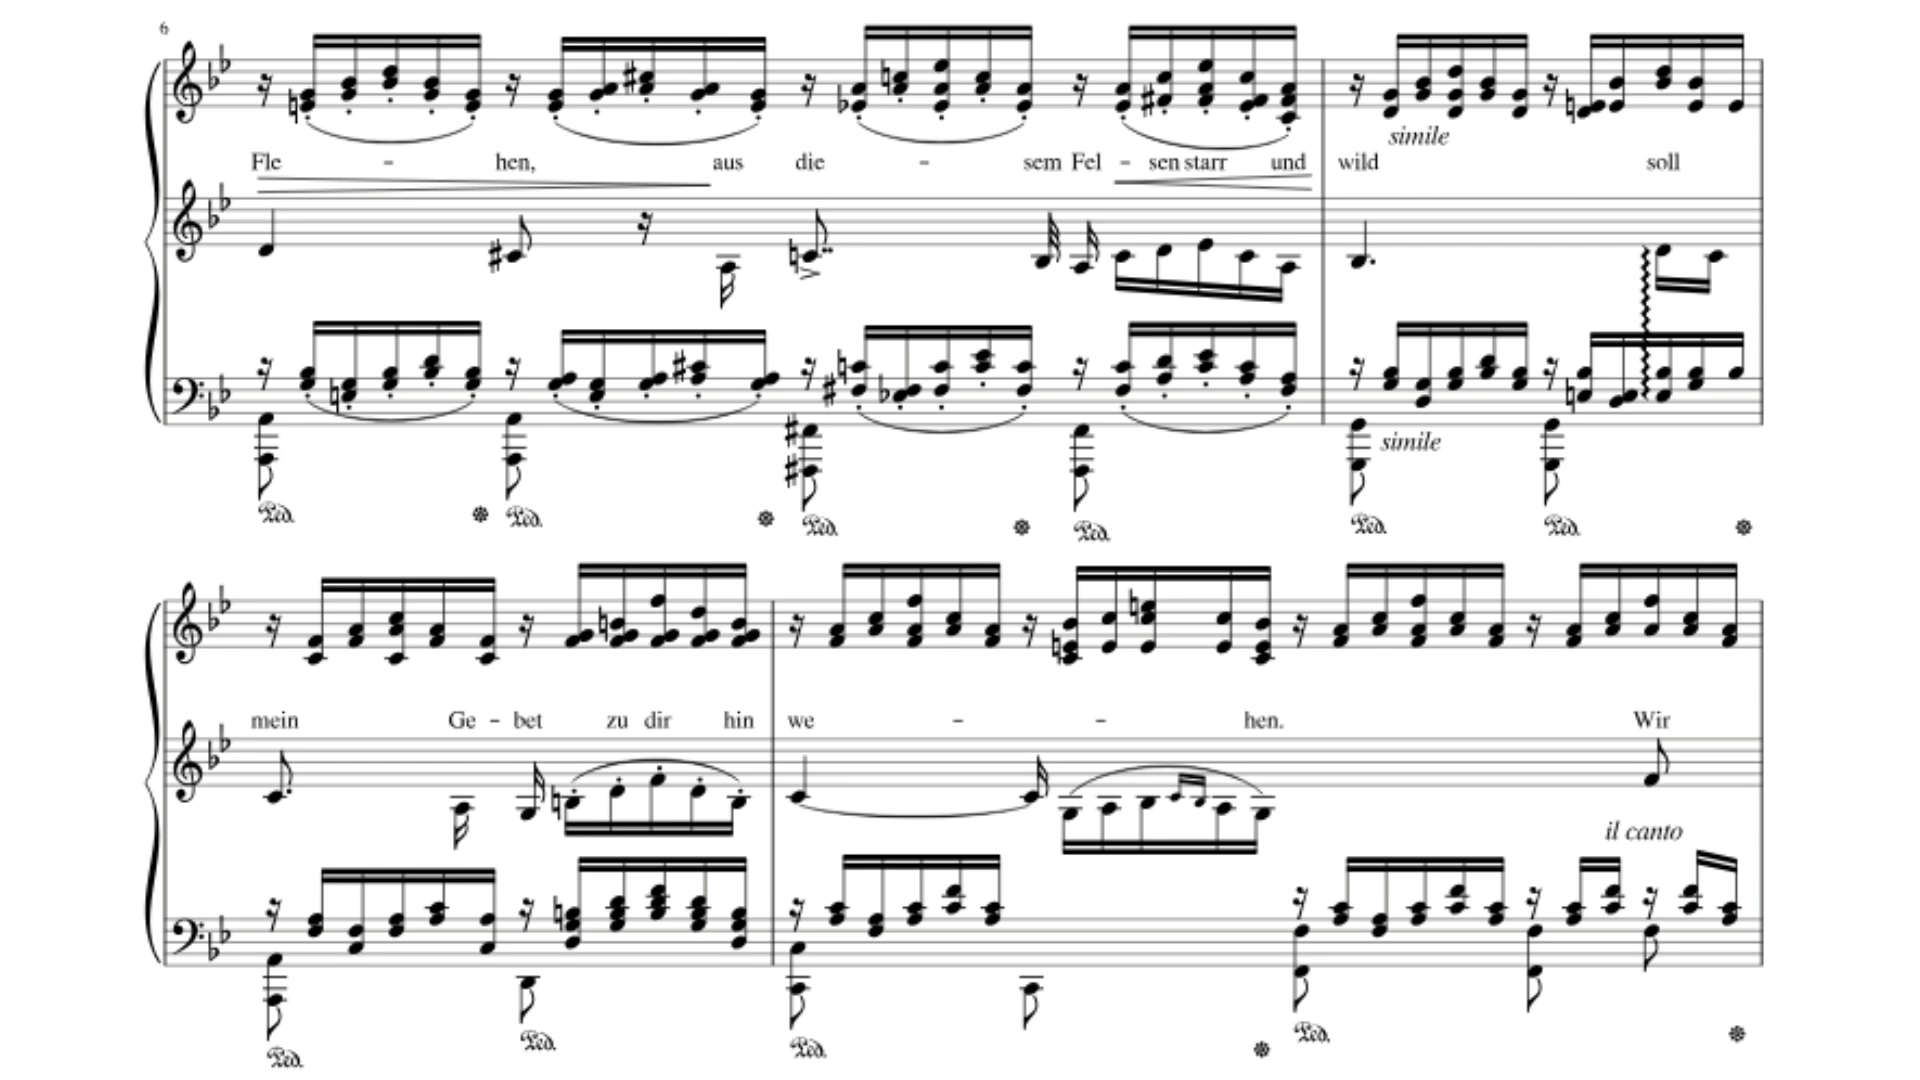 6
Fle - hen, aus die - sem Fel - sen starr und wild soll
simile
simile
Ped. Ped. Ped. Ped. Ped. Ped.
mein Ge - bet zu dir hin we - - hen. Wir
il canto
Ped. Ped. Ped. Ped.